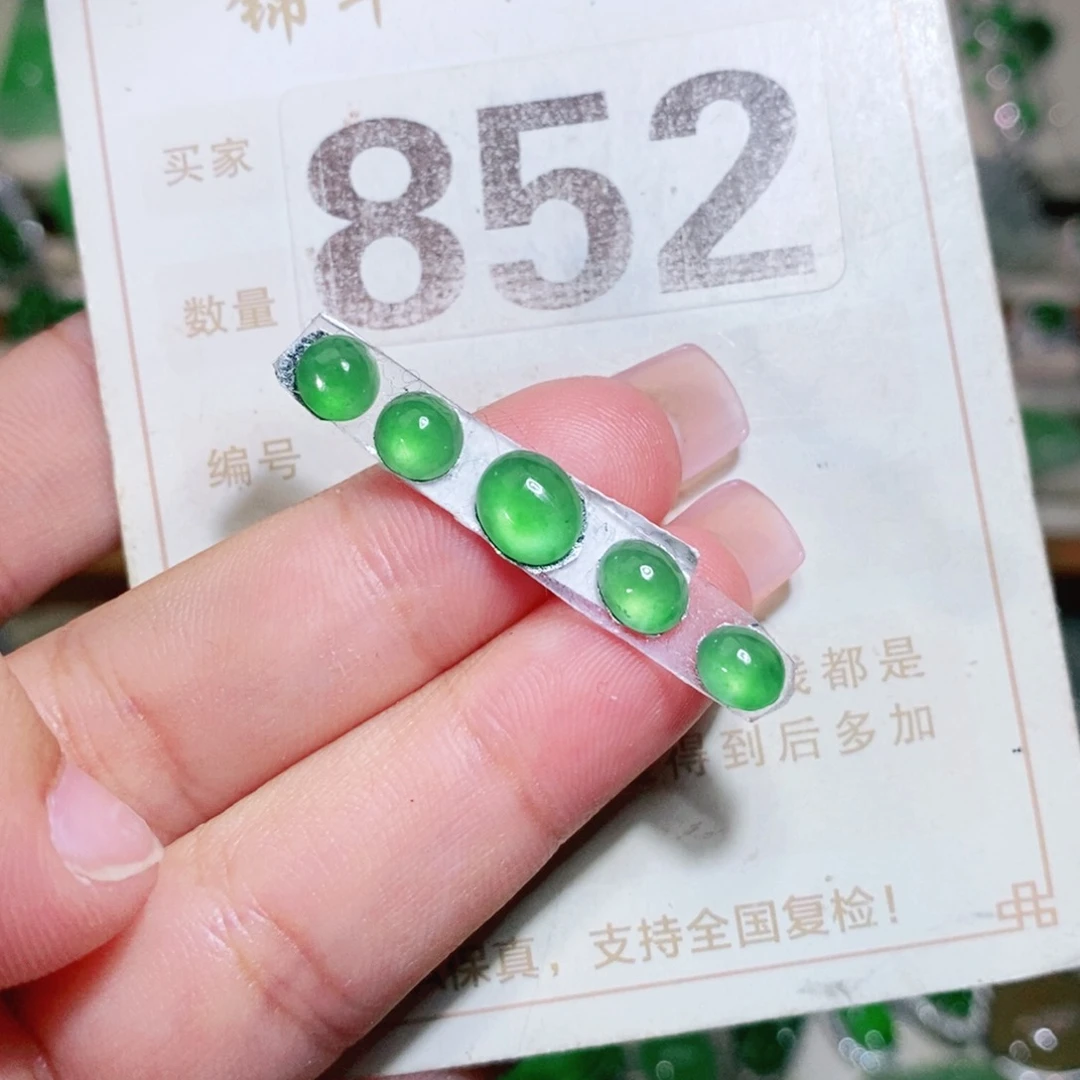 买家
852
数量
编号
都是
得到后多加
保真，支持全国复检！